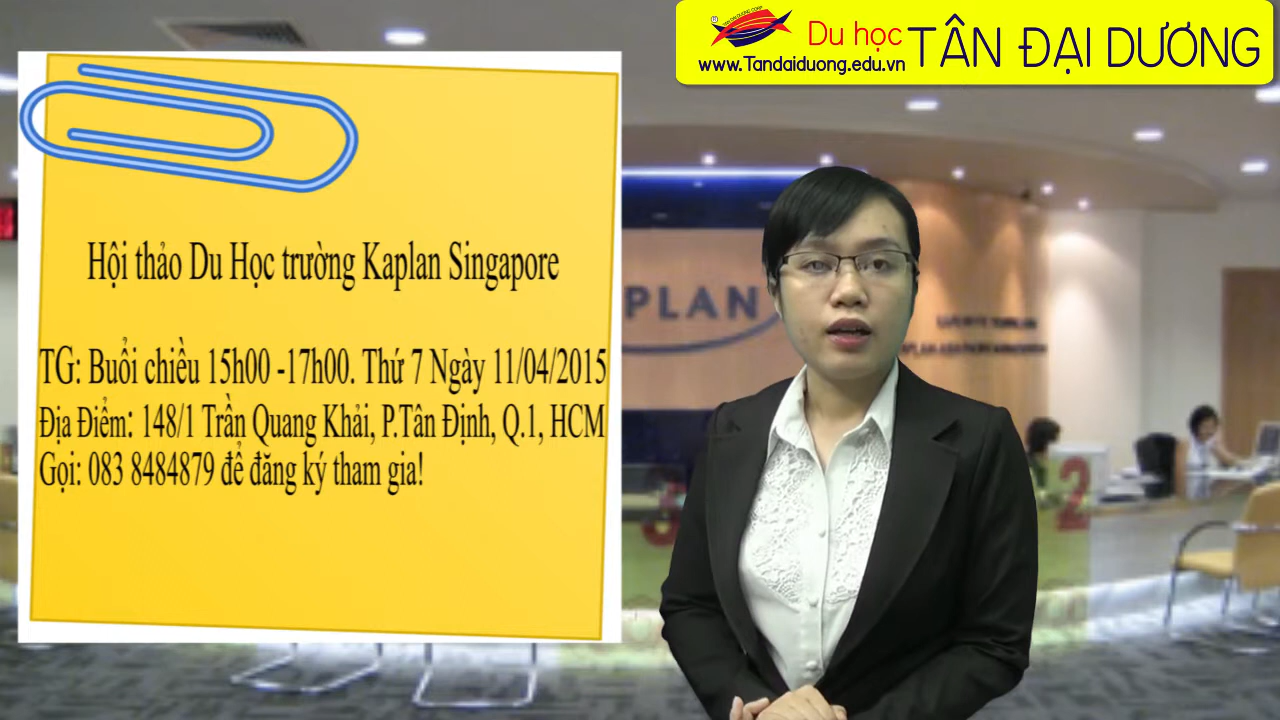 Du học TÂN ĐẠI DƯƠNG
www.Tandaiduong.edu.vn
Hội thảo Du Học trường Kaplan Singapore
TG: Buổi chiều 15h00 -17h00. Thứ 7 Ngày 11/04/2015
Địa Điểm: 148/1 Trần Quang Khải, P.Tân Định, Q.1, HCM
Gọi: 083 8484879 để đăng ký tham gia!
PLAN
3
2